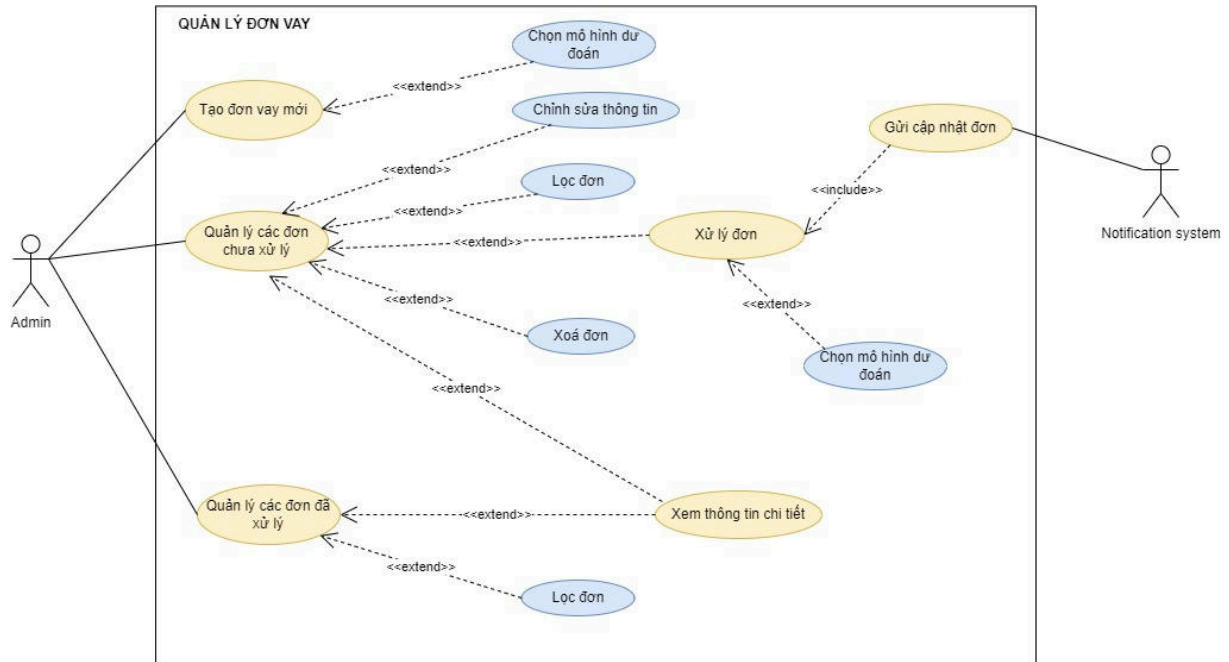 QUẢN LÝ ĐƠN VAY
Chọn mô hình dư
đoán
<<extend>>
Tạo đơn vay mới
Chỉnh sửa thông tin
Gửi cập nhật đơn
<<extend>>
Lọc đơn
<<include>>
<<extend>>
Quản lý các đơn
chưa xử lý
<<extend>>
Xử lý đơn
Notification system
<<extend>>
<<extend>>
Admin
Xoá đơn
Chọn mô hình dư
đoán
<<extend>>
Quản lý các đơn đã
xử lý
<<extend>>
Xem thông tin chi tiết
<<extend>>
Lọc đơn